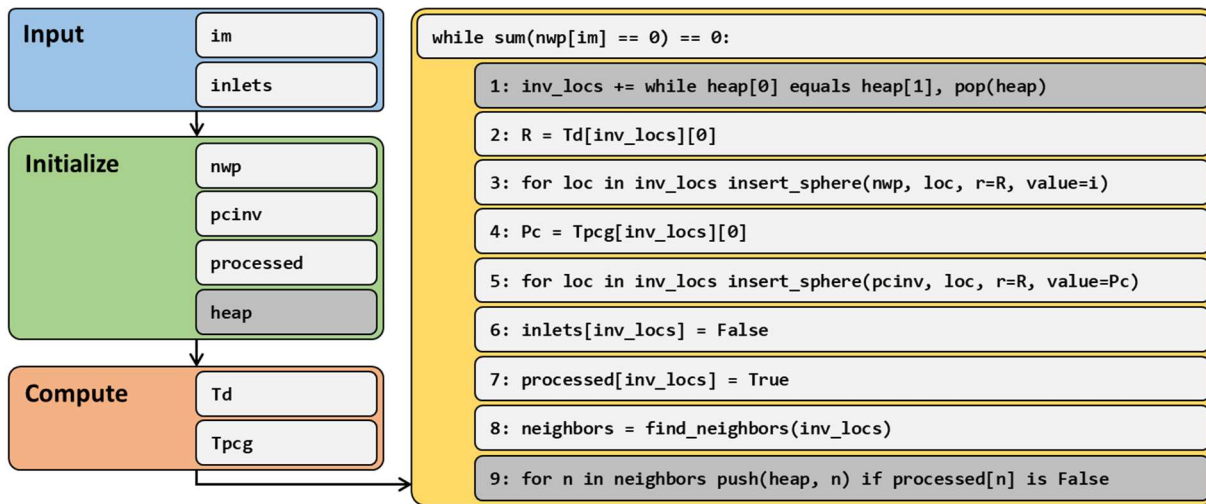 Input
im
inlets
Initialize
nwp
pcinv
processed
heap
Compute
Td
Tpcg
while sum(nwp[im] == 0) == 0:
1: inv_locs += while heap[0] equals heap[1], pop(heap)
2: R = Td[inv_locs][0]
3: for loc in inv_locs insert_sphere(nwp, loc, r=R, value=i)
4: Pc = Tpcg[inv_locs][0]
5: for loc in inv_locs insert_sphere(pcinv, loc, r=R, value=Pc)
6: inlets[inv_locs] = False
7: processed[inv_locs] = True
8: neighbors = find_neighbors(inv_locs)
9: for n in neighbors push(heap, n) if processed[n] is False